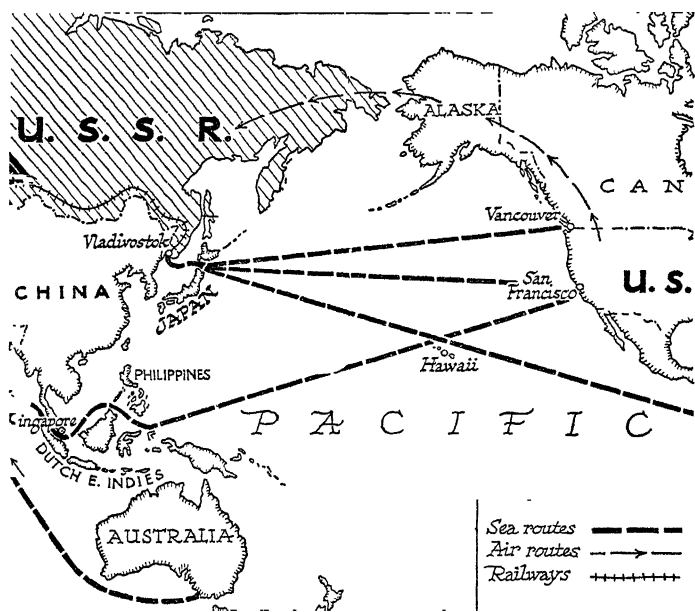 U. S. S. R.
ALASKA
CAN
Vancouver
Vladivostok
CHINA
JAPAN
San
Francisco
U. S.
Hawaii
PHILIPPINES
ingapore
PACIFIC
DUTCH E. INDIES
AUSTRALIA
Sea routes
Air routes
Railways